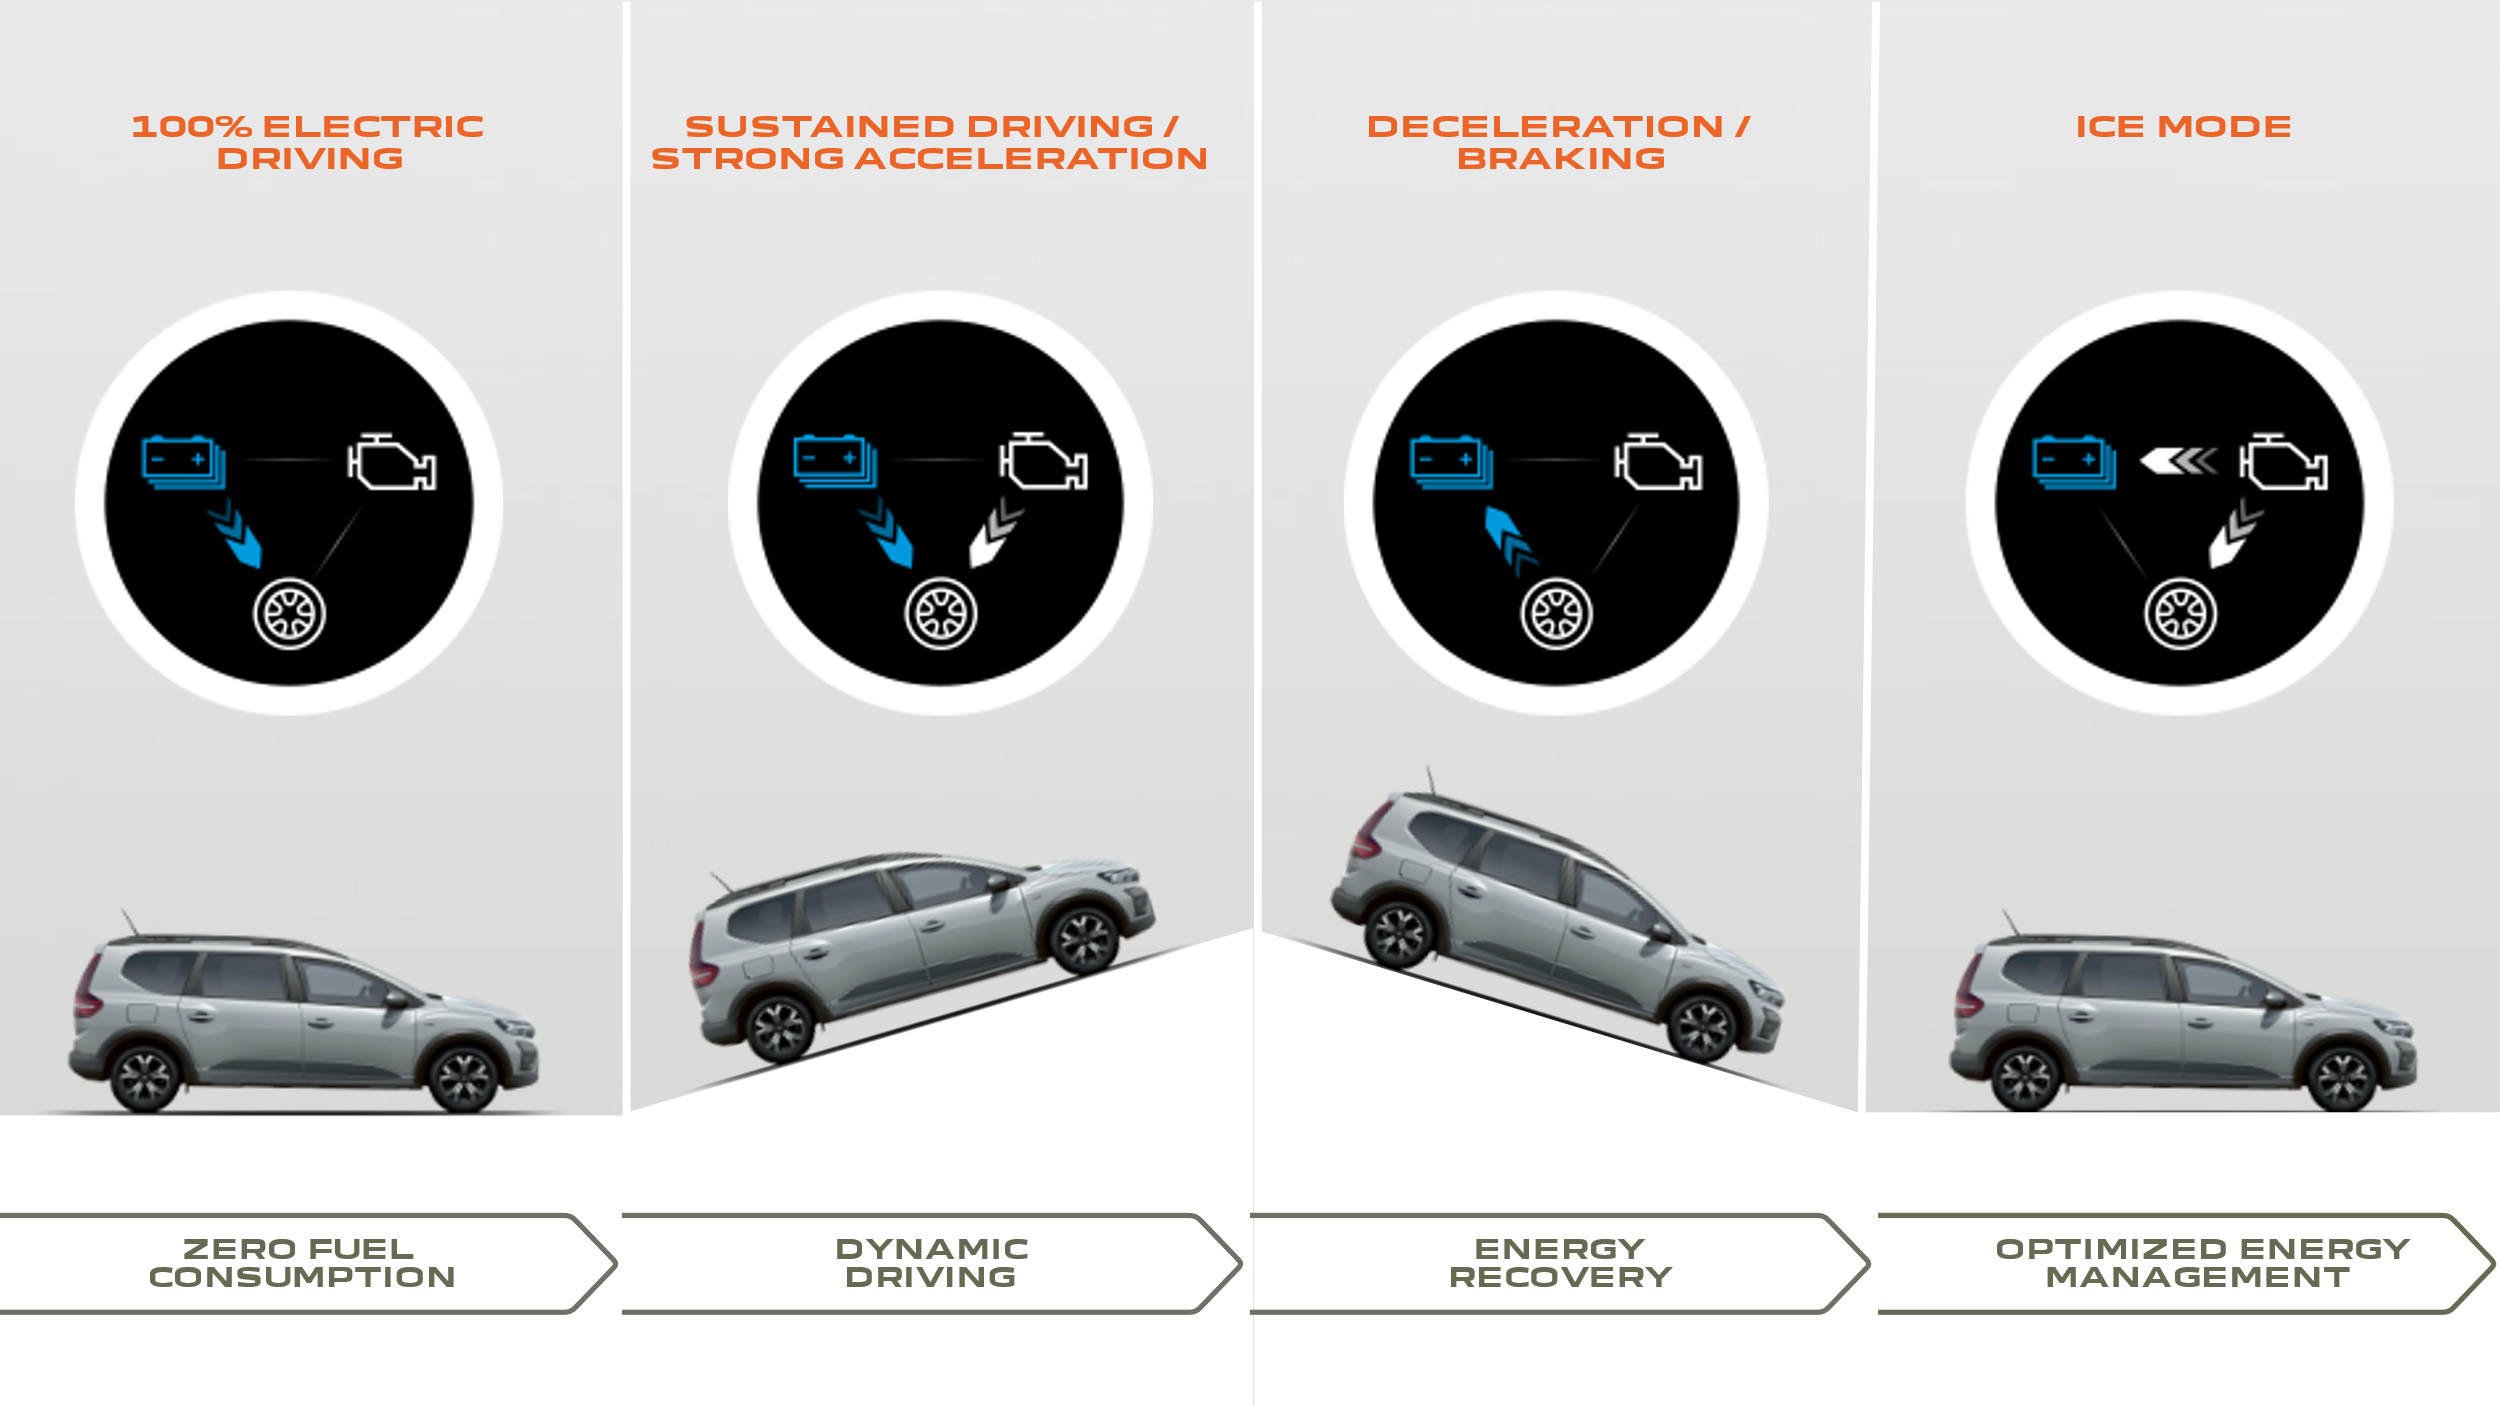 100% ELECTRIC
DRIVING
SUSTAINED DRIVING /
STRONG ACCELERATION
DECELERATION /
BRAKING
ICE MODE
ZERO FUEL
CONSUMPTION
DYNAMIC
DRIVING
ENERGY
RECOVERY
OPTIMIZED ENERGY
MANAGEMENT